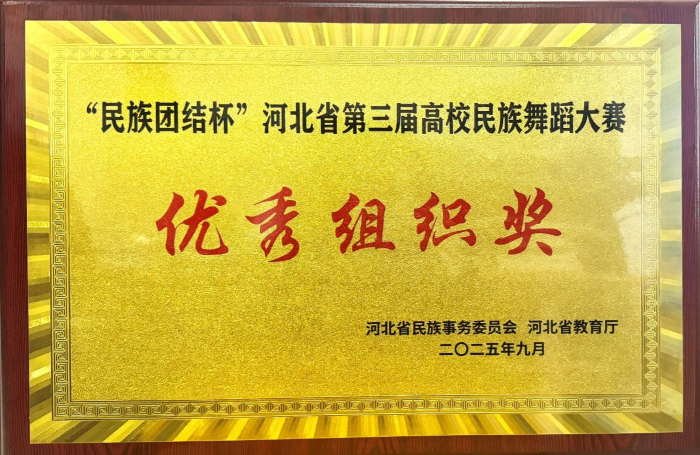 “民族团结杯”河北省第三届高校民族舞蹈大赛
优秀组织奖
河北省民族事务委员会 河北省教育厅
二〇二五年九月